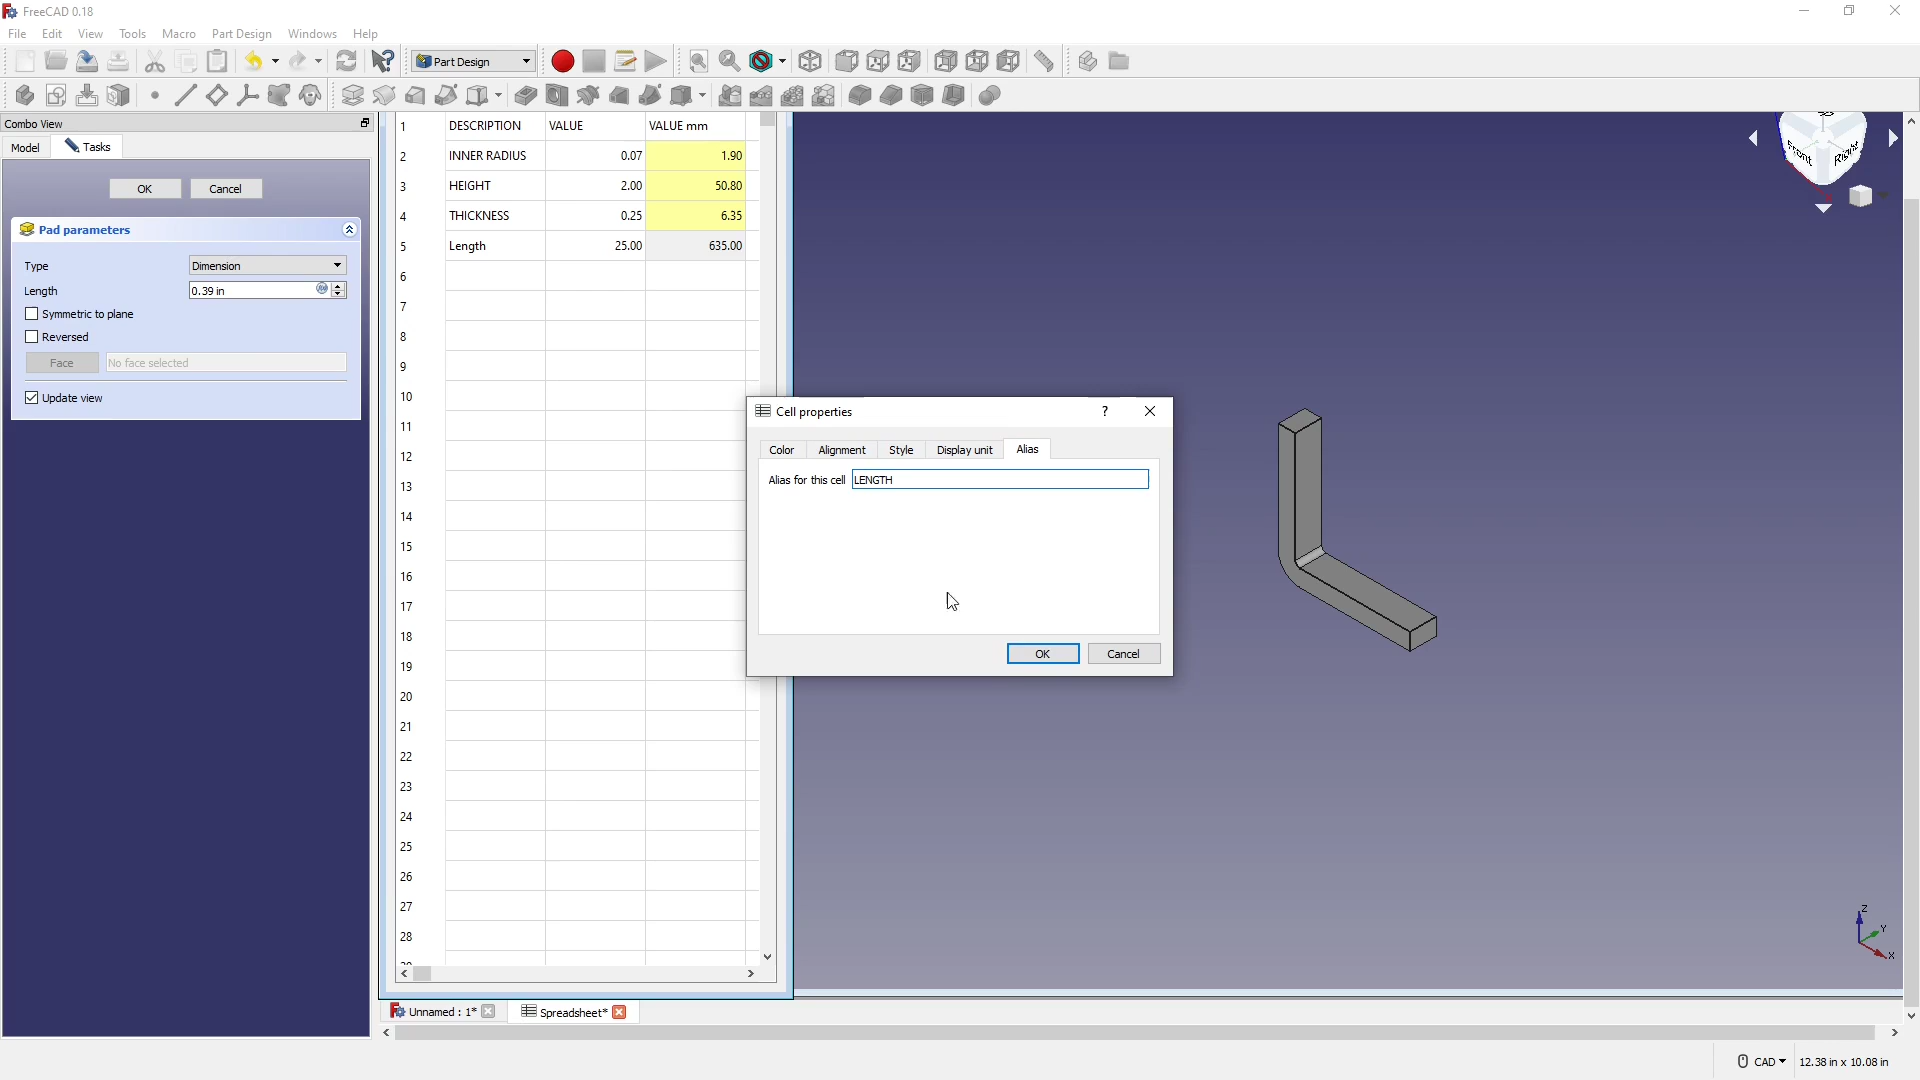 FreeCAD 0.18
File Edit View Tools Macro Part Design Windows Help
Part Design
Combo View
Model Tasks
OK Cancel
Pad parameters
Type Dimension
Length 0.39 in
Symmetric to plane
Reversed
Face No face selected
Update view
1 DESCRIPTION VALUE VALUE mm
2 INNER RADIUS 0.07 1.90
3 HEIGHT 2.00 50.80
4 THICKNESS 0.25 6.35
5 Length 25.00 635.00
6
7
8
9
10
11
12
13
14
15
16
17
18
19
20
21
22
23
24
25
26
27
28
Cell properties ?
Color Alignment Style Display unit Alias
Alias for this cell LENGTH
OK Cancel
Front Right
Z
Y
X
Unnamed : 1* Spreadsheet*
CAD 12.38 in x 10.08 in